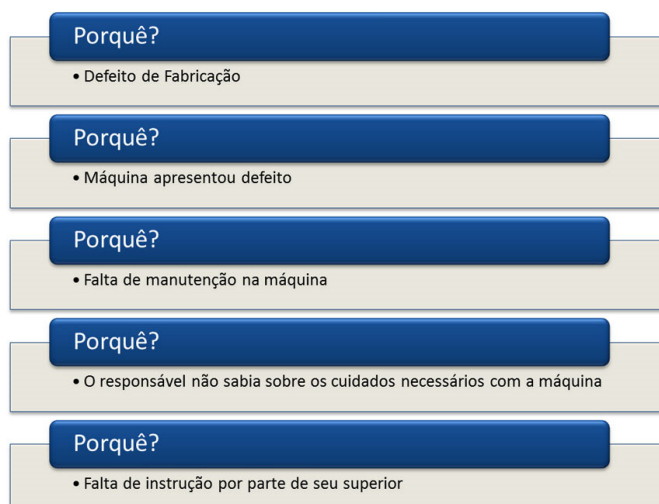 Porquê?
• Defeito de Fabricação
Porquê?
• Máquina apresentou defeito
Porquê?
• Falta de manutenção na máquina
Porquê?
• O responsável não sabia sobre os cuidados necessários com a máquina
Porquê?
• Falta de instrução por parte de seu superior